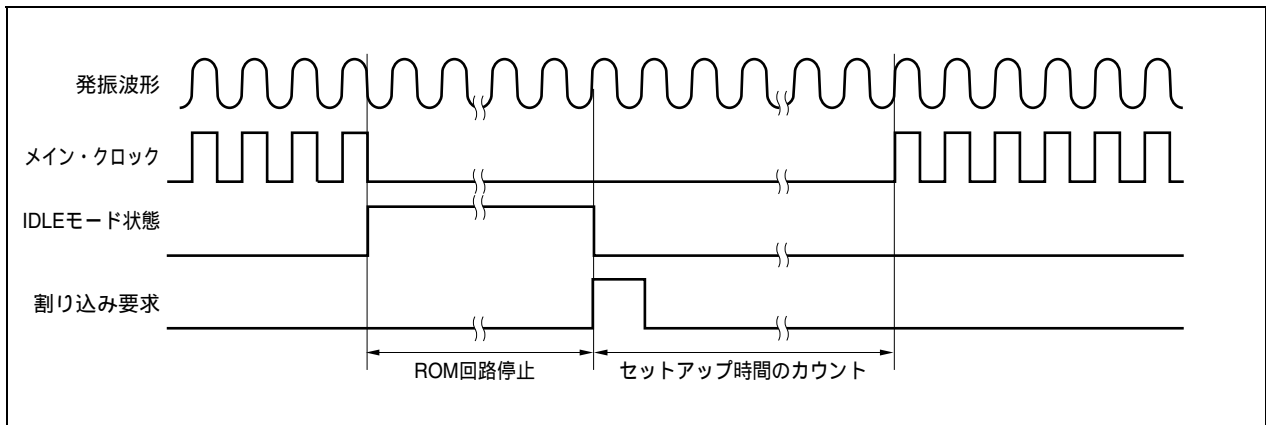 発振波形
メイン・クロック
IDLEモード状態
割り込み要求
ROM回路停止
セットアップ時間のカウント